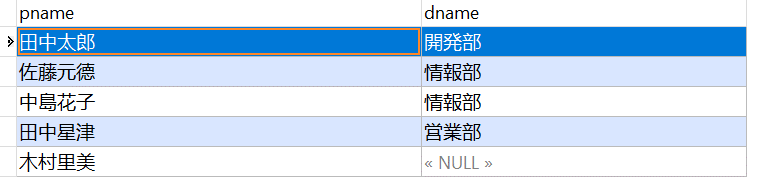 pname dname
田中太郎 開発部
佐藤元德 情報部
中島花子 情報部
田中星津 営業部
木村里美 « NULL »